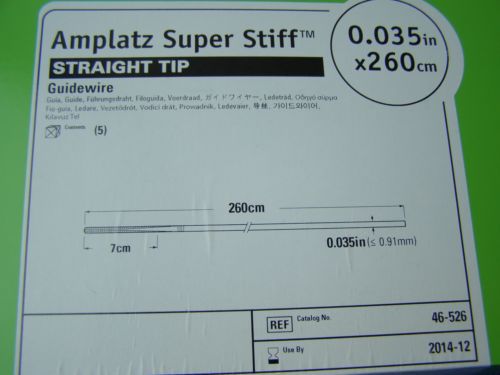 Amplatz Super Stiff™
STRAIGHT TIP
Guidewire
Guía, Guide, Führungsdraht, Filoguida, Voerdraad, ガイドワイヤー, Ledetråd, Οδηγό σύρμα
Fio-guia, Ledare, Vezetődrót, Vodicí drát, Prowadnik, Ledevaier, 导丝, 가이드와이어,
Kılavuz Tel
Contents (5)
0.035in
x260cm
260cm
7cm
0.035in(≤ 0.91mm)
REF Catalog No. 46-526
Use By 2014-12